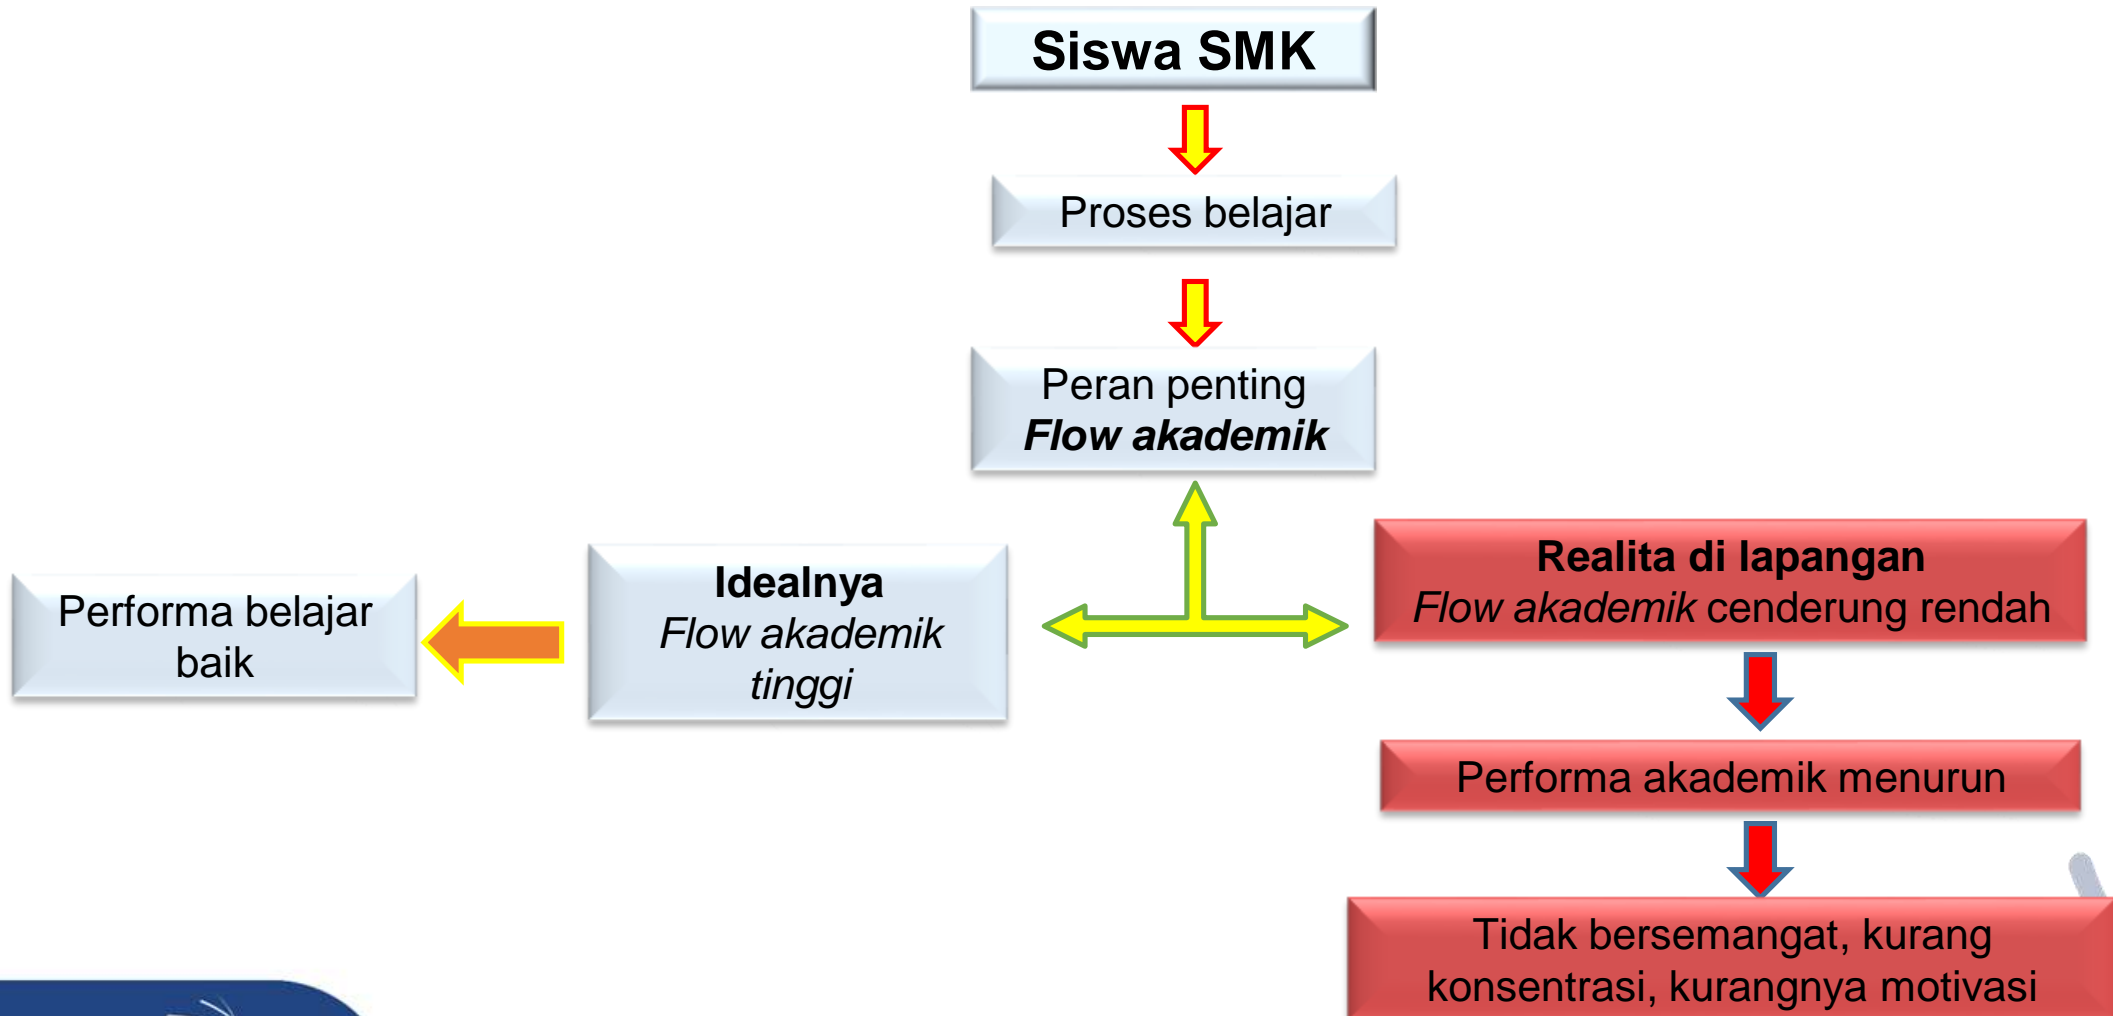 Siswa SMK
Proses belajar
Peran penting
Flow akademik
Performa belajar
baik
Idealnya
Flow akademik
tinggi
Realita di lapangan
Flow akademik cenderung rendah
Performa akademik menurun
Tidak bersemangat, kurang
konsentrasi, kurangnya motivasi